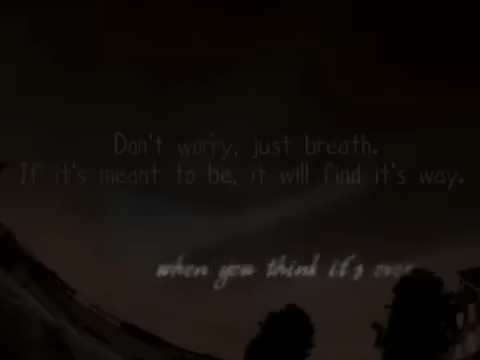 Don't worry, just breath.
If it's meant to be, it will find it's way.
when you think it's over